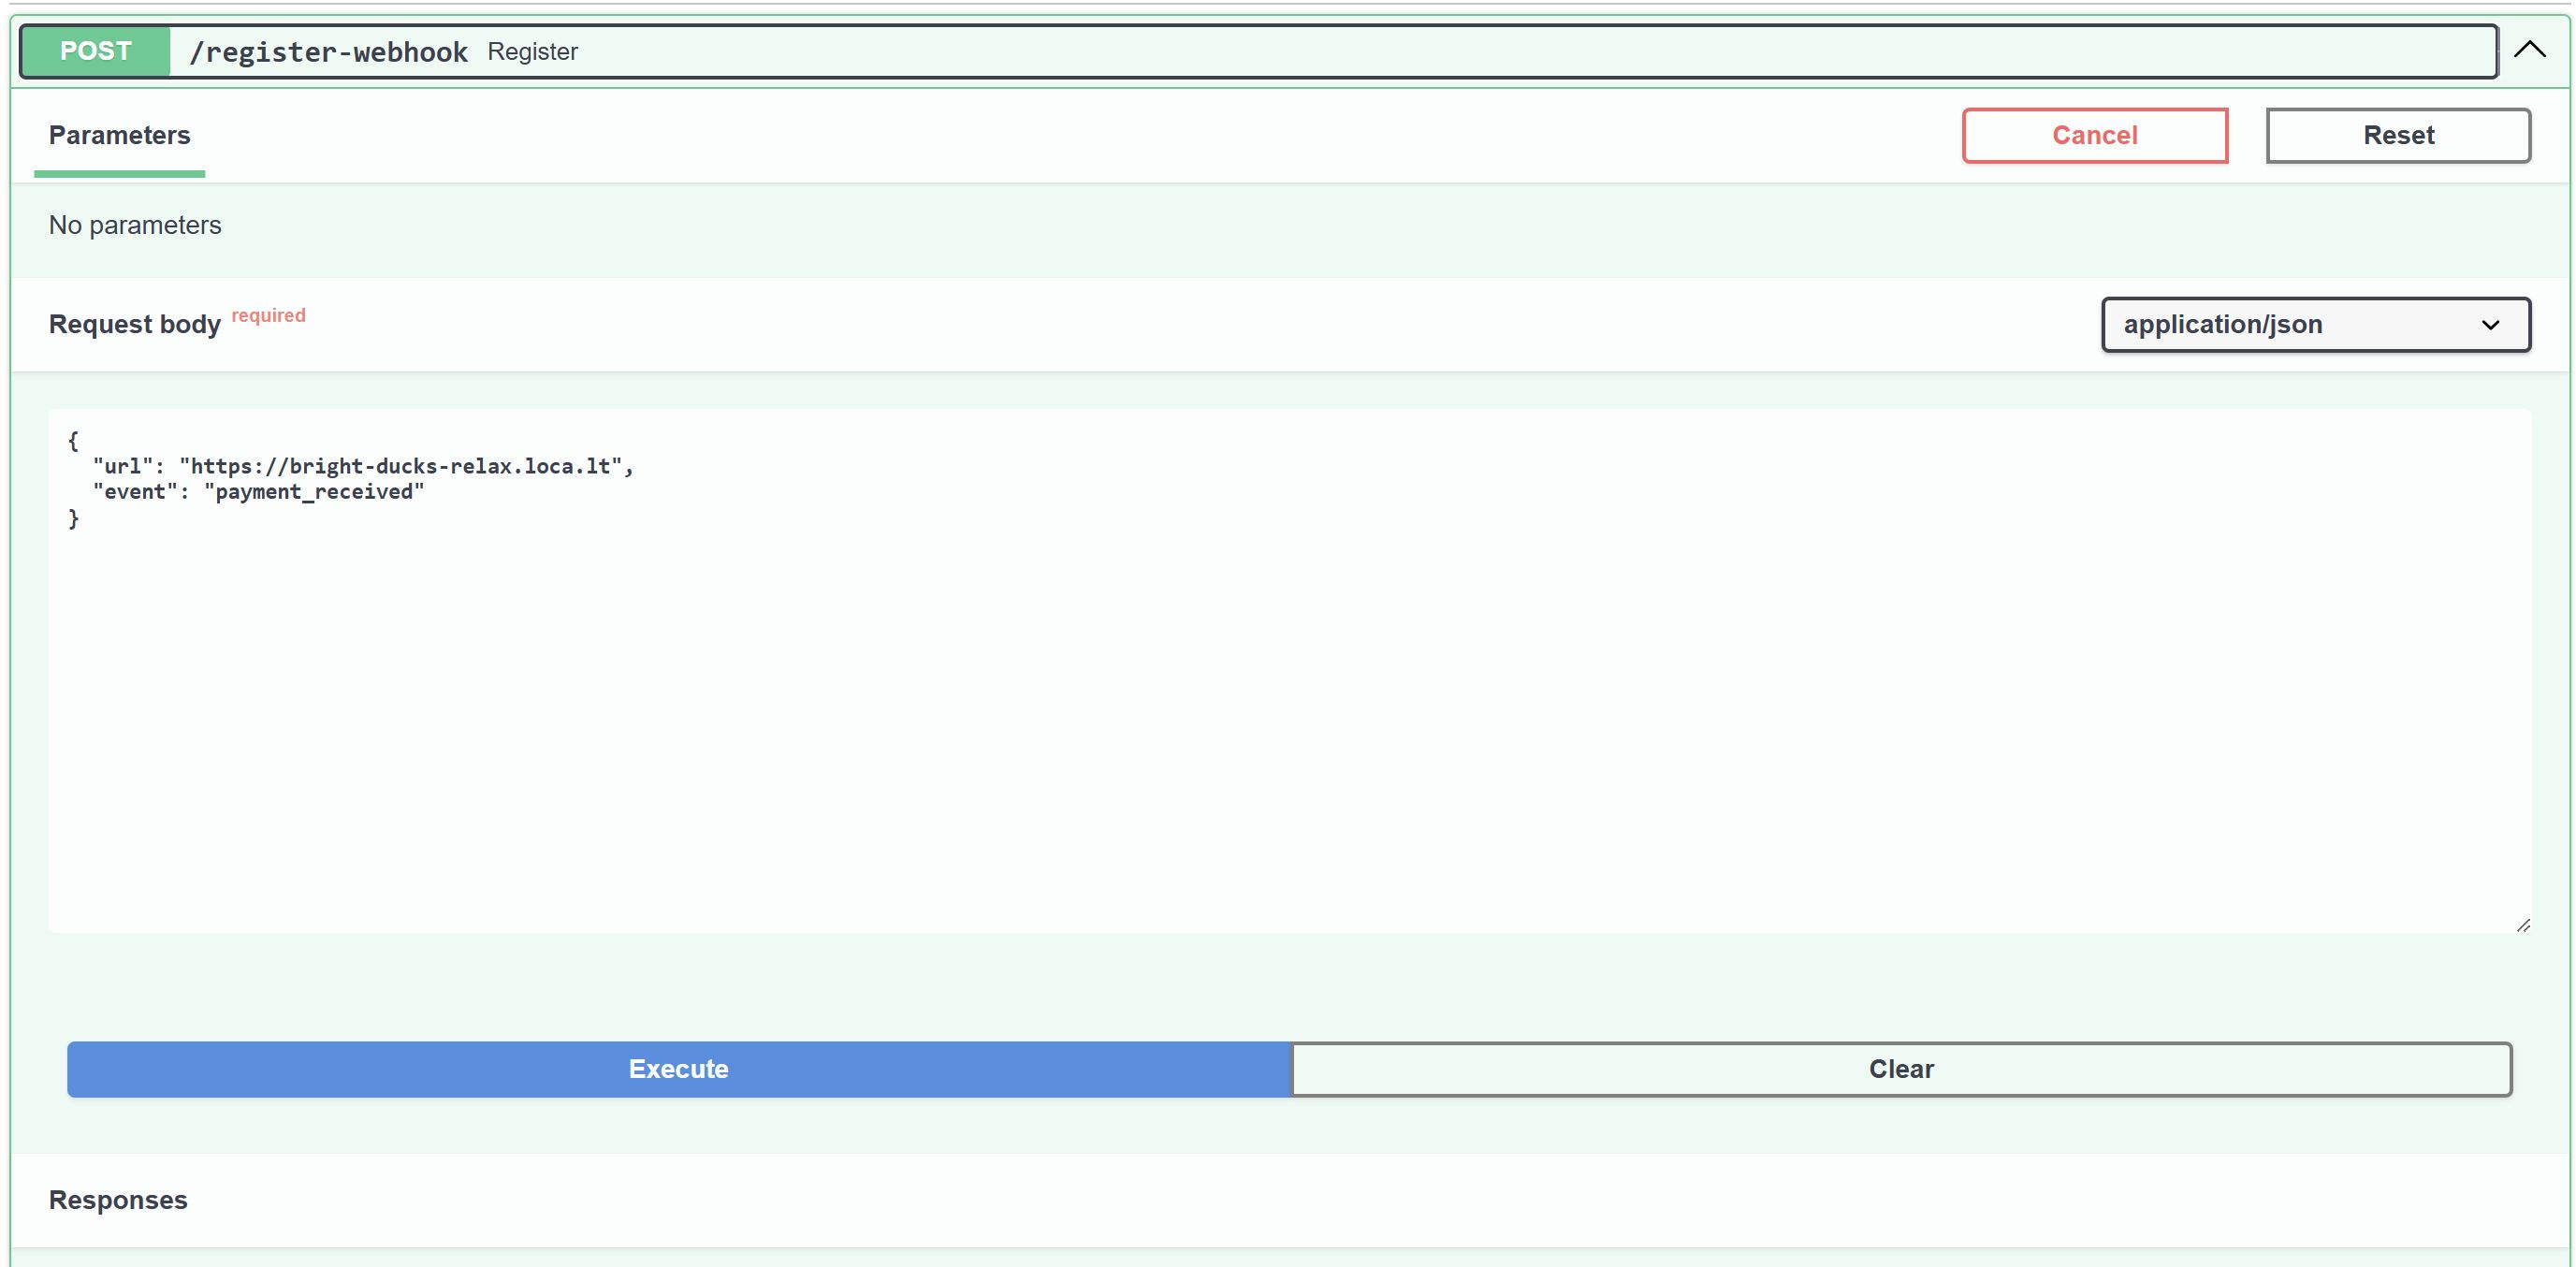 POST /register-webhook Register
Parameters
Cancel Reset
No parameters
Request body required
application/json
{
  "url": "https://bright-ducks-relax.loca.lt",
  "event": "payment_received"
}
Execute Clear
Responses